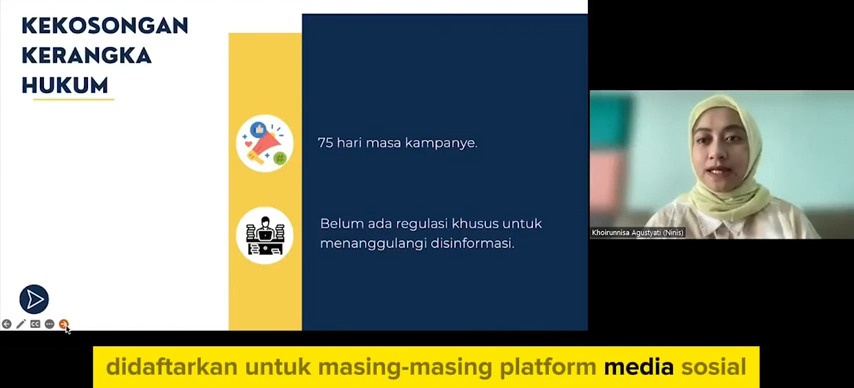 KEKOSONGAN
KERANGKA
HUKUM
75 hari masa kampanye.
Belum ada regulasi khusus untuk
menanggulangi disinformasi.
Khoirunnisa Agustyati (Ninis)
CC
didaftarkan untuk masing-masing platform media sosial